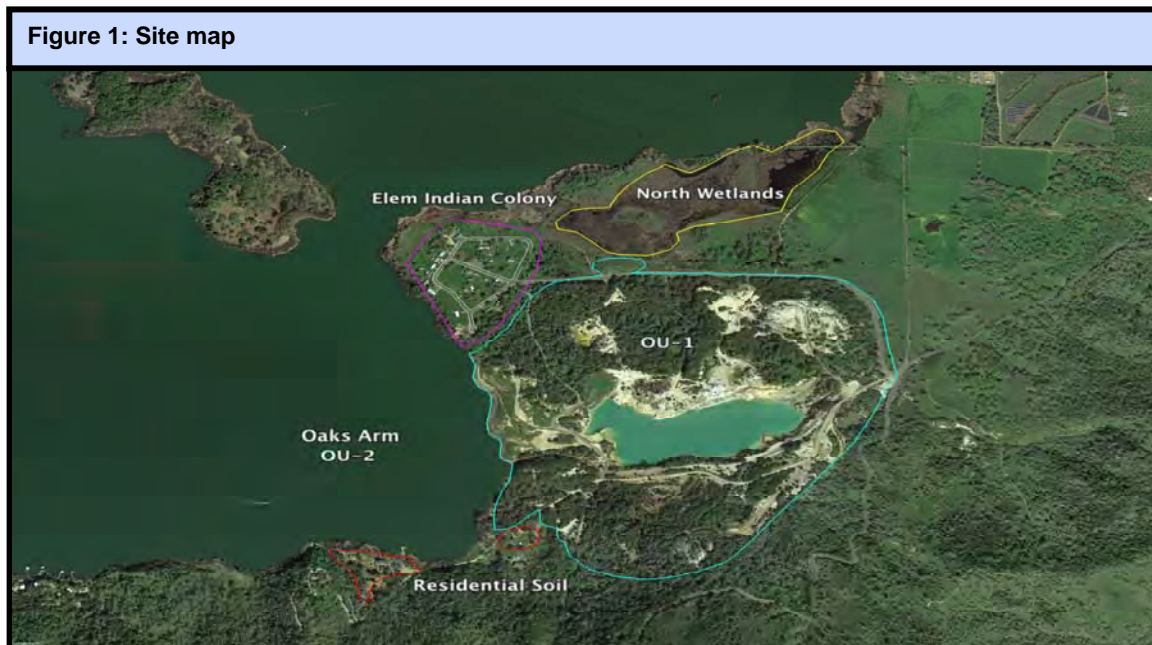 Figure 1: Site map
Elem Indian Colony
North Wetlands
OU-1
Oaks Arm
OU-2
Residential Soil